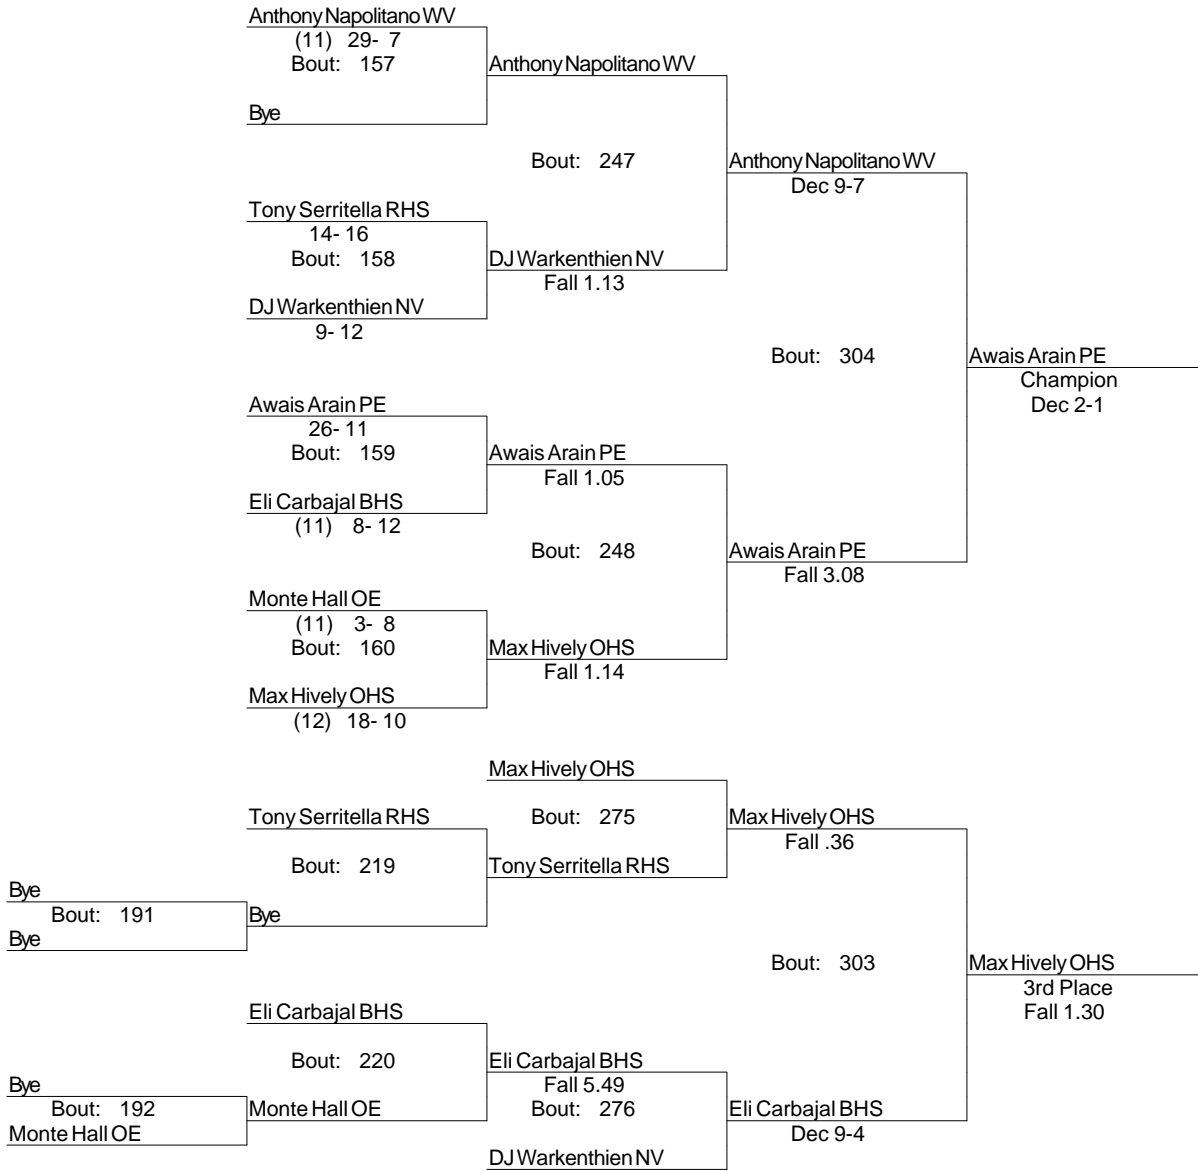 Anthony Napolitano WV
(11) 29- 7
Bout: 157
Anthony Napolitano WV
Bye
Bout: 247
Anthony Napolitano WV
Dec 9-7
Tony Serritella RHS
14- 16
Bout: 158
DJ Warkenthien NV
Fall 1.13
DJ Warkenthien NV
9- 12
Bout: 304
Awais Arain PE
Champion
Dec 2-1
Awais Arain PE
26- 11
Bout: 159
Awais Arain PE
Fall 1.05
Eli Carbajal BHS
(11) 8- 12
Bout: 248
Awais Arain PE
Fall 3.08
Monte Hall OE
(11) 3- 8
Bout: 160
Max Hively OHS
Fall 1.14
Max Hively OHS
(12) 18- 10
Max Hively OHS
Tony Serritella RHS
Bout: 275
Max Hively OHS
Fall .36
Bout: 219
Tony Serritella RHS
Bye
Bout: 191
Bye
Bye
Bout: 303
Max Hively OHS
3rd Place
Fall 1.30
Eli Carbajal BHS
Bout: 220
Eli Carbajal BHS
Fall 5.49
Bye
Bout: 192
Monte Hall OE
Bout: 276
Eli Carbajal BHS
Dec 9-4
Monte Hall OE
DJ Warkenthien NV